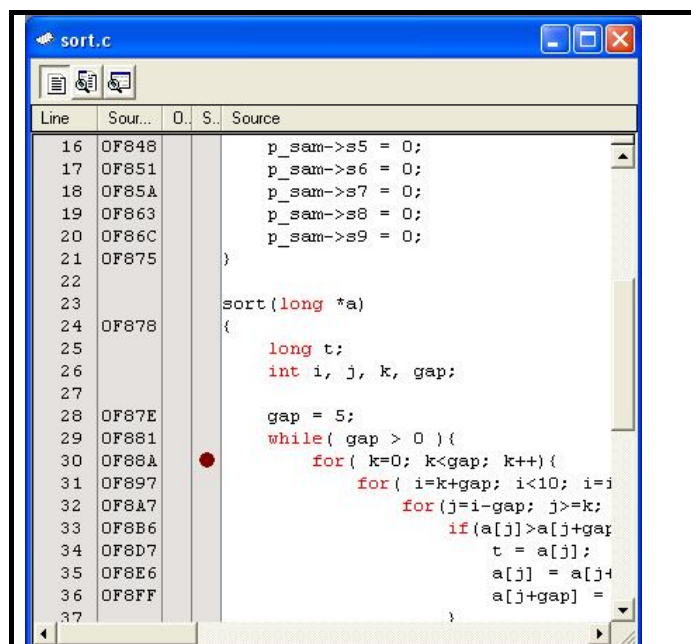 sort.c
Line Sour... O.. S.. Source
16 0F848 p_sam->s5 = 0;
17 0F851 p_sam->s6 = 0;
18 0F85A p_sam->s7 = 0;
19 0F863 p_sam->s8 = 0;
20 0F86C p_sam->s9 = 0;
21 0F875 }
22
23 sort(long *a)
24 0F878 {
25 long t;
26 int i, j, k, gap;
27
28 0F87E gap = 5;
29 0F881 while( gap > 0 ){
30 0F88A for( k=0; k<gap; k++){
31 0F897 for( i=k+gap; i<10; i=i
32 0F8A7 for(j=i-gap; j>=k;
33 0F8B6 if(a[j]>a[j+gap
34 0F8D7 t = a[j];
35 0F8E6 a[j] = a[j+
36 0F8FF a[j+gap] =
37 }